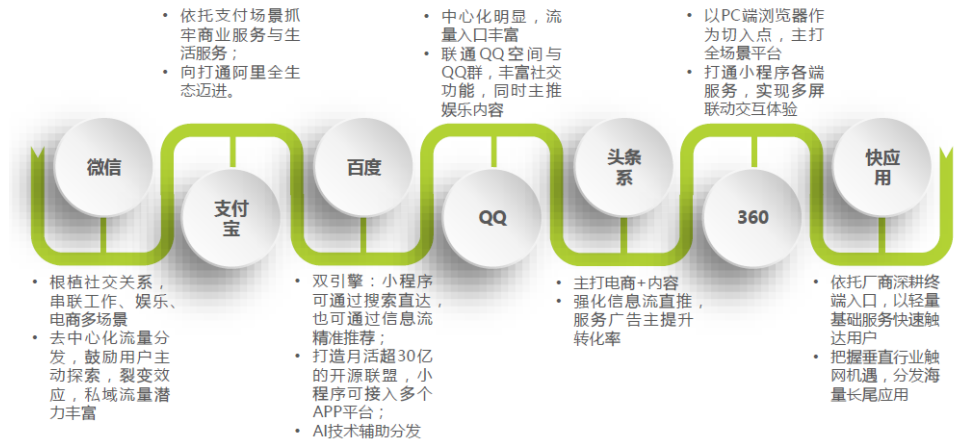 • 依托支付场景抓
牢商业服务与生
活服务；
• 向打通阿里全生
态迈进。
• 中心化明显，流
量入口丰富
• 联通QQ空间与
QQ群，丰富社交
功能，同时主推
娱乐内容
• 以PC端浏览器作
为切入点，主打
全场景平台
• 打通小程序各端
服务，实现多屏
联动交互体验
微信
支付
宝
百度
QQ
头条
系
360
快应
用
• 根植社交关系，
串联工作、娱乐、
电商多场景
• 去中心化流量分
发，鼓励用户主
动探索，裂变效
应，私域流量潜
力丰富
• 双引擎：小程序
可通过搜索直达，
也可通过信息流
精准推荐；
• 打造月活超30亿
的开源联盟，小
程序可接入多个
APP平台；
• AI技术辅助分发
• 主打电商+内容
• 强化信息流直推，
服务广告主提升
转化率
• 依托厂商深耕终
端入口，以轻量
基础服务快速触
达用户
• 把握垂直行业触
网机遇，分发海
量长尾应用